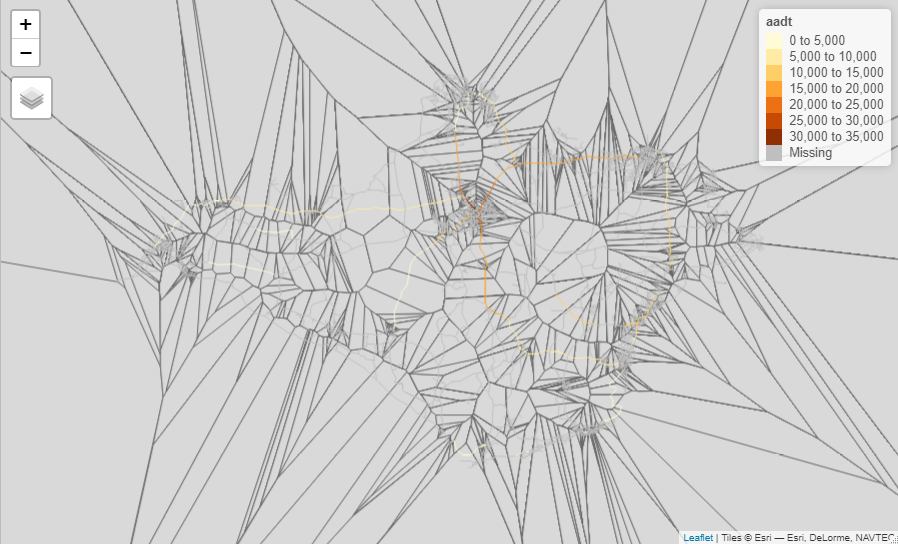 +
−
aadt
0 to 5,000
5,000 to 10,000
10,000 to 15,000
15,000 to 20,000
20,000 to 25,000
25,000 to 30,000
30,000 to 35,000
Missing
Leaflet | Tiles © Esri — Esri, DeLorme, NAVTEQ